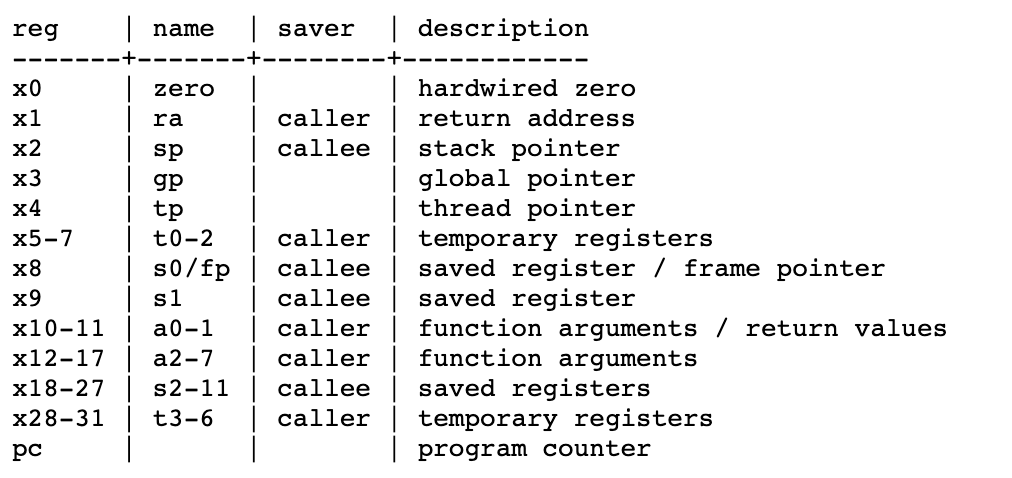 reg    | name  | saver  | description
-------+-------+--------+------------
x0     | zero  |        | hardwired zero
x1     | ra    | caller | return address
x2     | sp    | callee | stack pointer
x3     | gp    |        | global pointer
x4     | tp    |        | thread pointer
x5-7   | t0-2  | caller | temporary registers
x8     | s0/fp | callee | saved register / frame pointer
x9     | s1    | callee | saved register
x10-11 | a0-1  | caller | function arguments / return values
x12-17 | a2-7  | caller | function arguments
x18-27 | s2-11 | callee | saved registers
x28-31 | t3-6  | caller | temporary registers
pc     |       |        | program counter